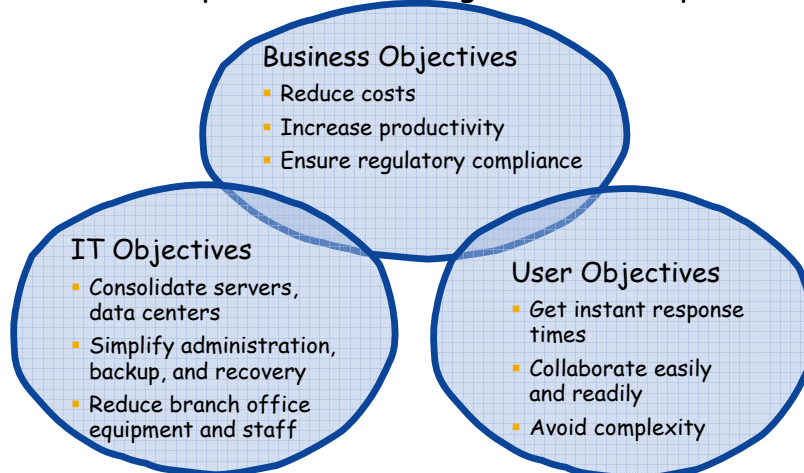 Business Objectives
▪ Reduce costs
▪ Increase productivity
▪ Ensure regulatory compliance
IT Objectives
▪ Consolidate servers,
data centers
▪ Simplify administration,
backup, and recovery
▪ Reduce branch office
equipment and staff
User Objectives
▪ Get instant response
times
▪ Collaborate easily
and readily
▪ Avoid complexity